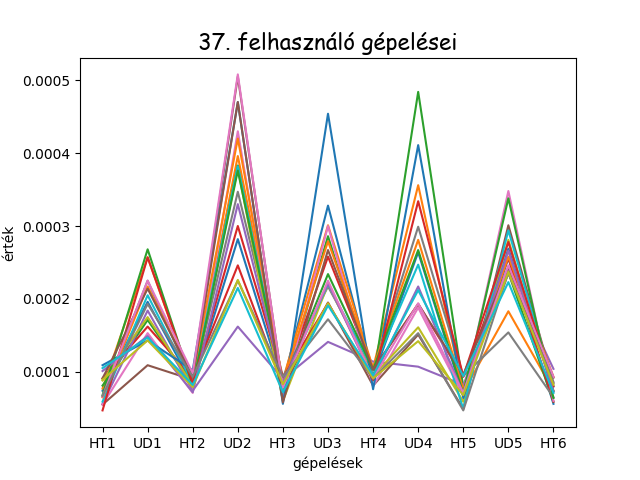 37. felhasználó gépelései
érték
0.0005
0.0004
0.0003
0.0002
0.0001
HT1 UD1 HT2 UD2 HT3 UD3 HT4 UD4 HT5 UD5 HT6
gépelések